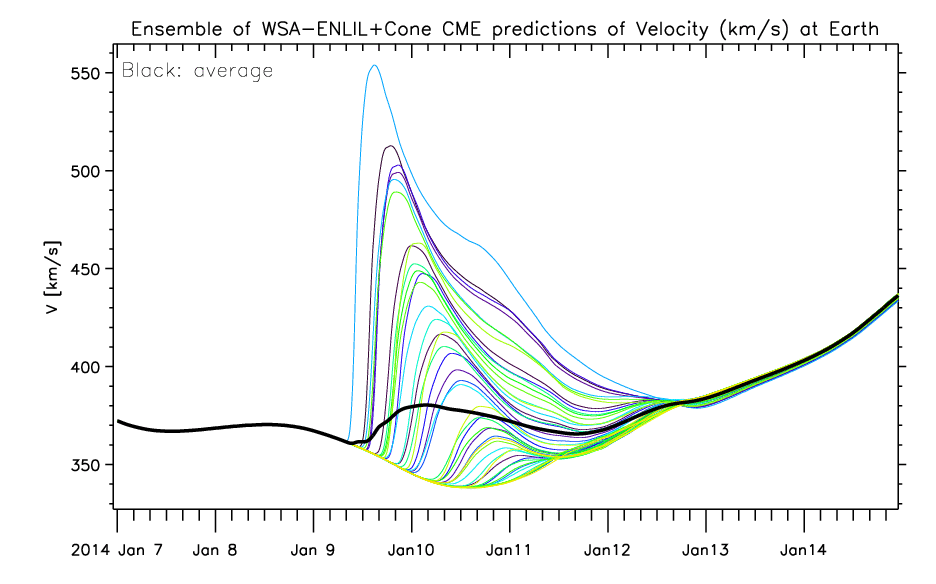 Ensemble of WSA-ENLIL+Cone CME predictions of Velocity (km/s) at Earth
Black: average
550
500
450
400
350
V [km/s]
2014 Jan 7 Jan 8 Jan 9 Jan10 Jan11 Jan12 Jan13 Jan14